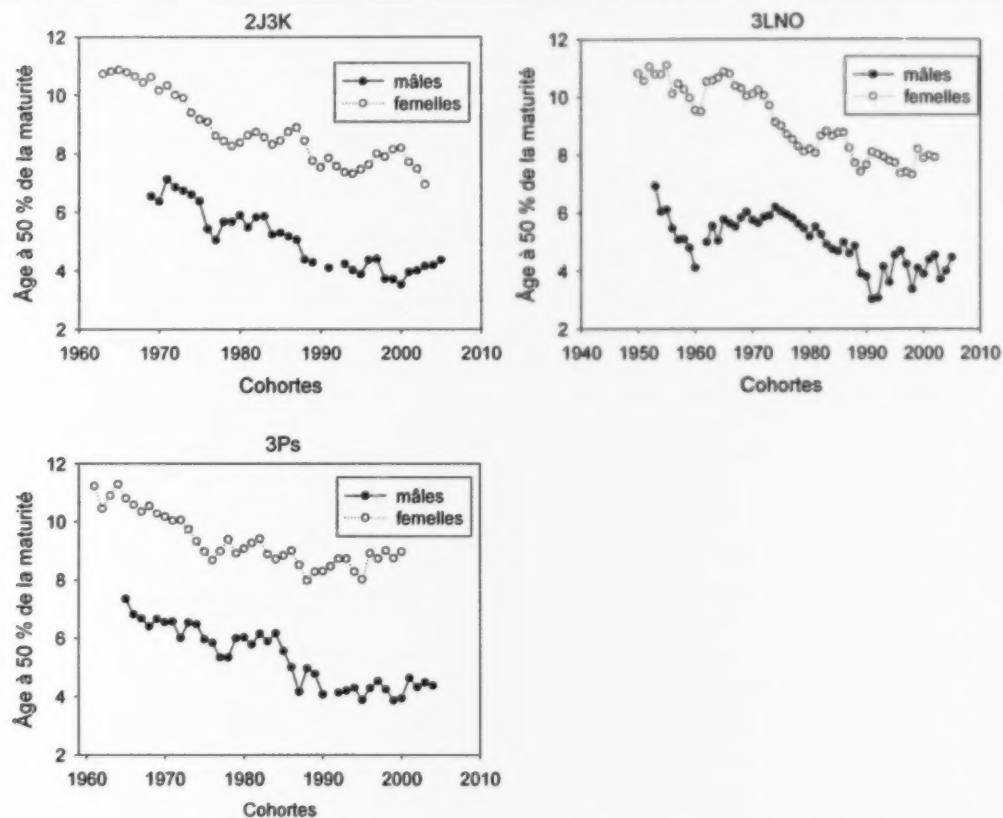 2J3K
12
10
8
6
4
2
Âge à 50 % de la maturité
mâles
femelles
1960 1970 1980 1990 2000 2010
Cohortes
3LNO
12
10
8
6
4
2
Âge à 50 % de la maturité
mâles
femelles
1940 1950 1960 1970 1980 1990 2000 2010
Cohortes
3Ps
12
10
8
6
4
2
Âge à 50 % de la maturité
mâles
femelles
1960 1970 1980 1990 2000 2010
Cohortes